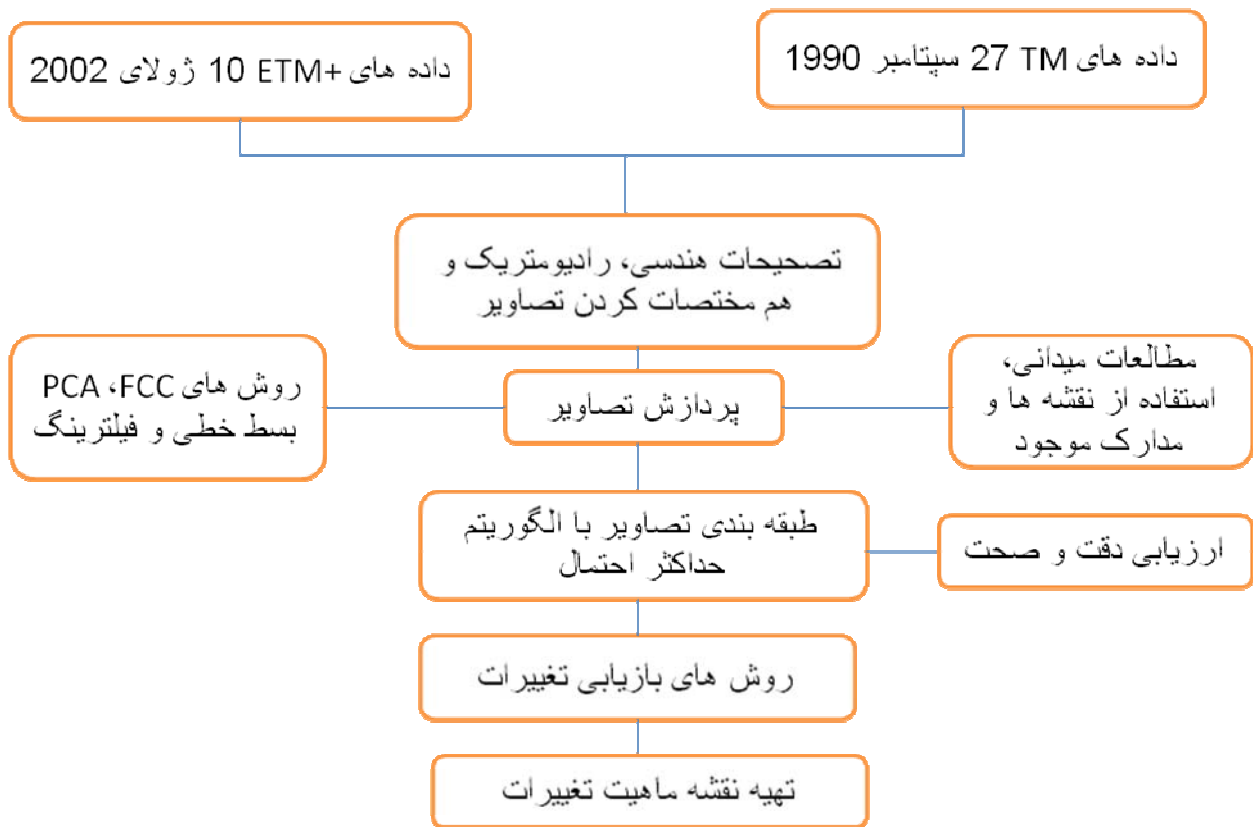 داده های TM 27 سپتامبر 1990
داده های ETM+ 10 ژولای 2002
تصحیحات هندسی، رادیومتریک و
هم مختصات کردن تصاویر
مطالعات میدانی،
استفاده از نقشه ها و
مدارک موجود
پردازش تصاویر
روش های PCA ،FCC
بسط خطی و فیلترینگ
طبقه بندی تصاویر با الگوریتم
حداکثر احتمال
ارزیابی دقت و صحت
روش های بازیابی تغییرات
تهیه نقشه ماهیت تغییرات